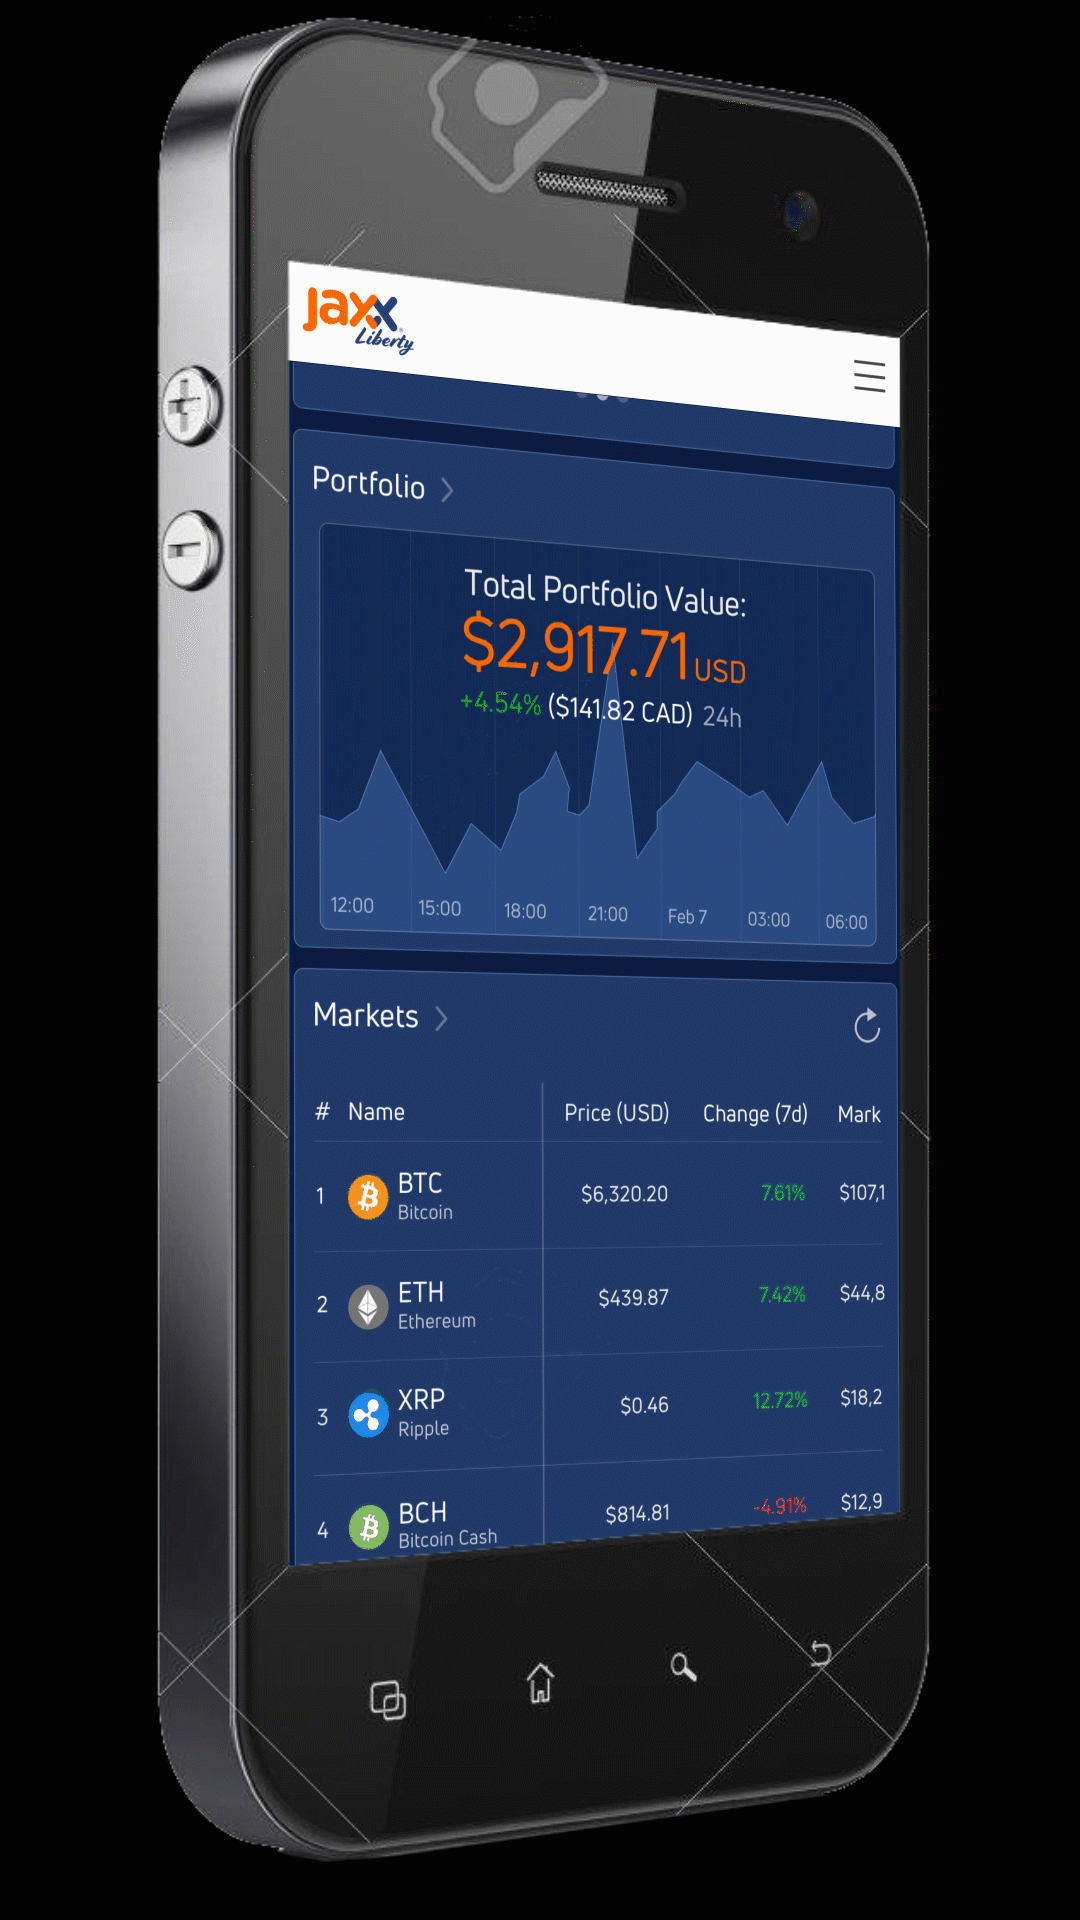 Jaxx
Liberty
Portfolio
Total Portfolio Value:
$2,917.71 USD
+4.54% ($141.82 CAD) 24h
12:00 15:00 18:00 21:00 Feb 7 03:00 06:00
Markets
# Name Price (USD) Change (7d) Mark
1 BTC $6,320.20 7.61% $107,1
Bitcoin
2 ETH $439.87 7.42% $44,8
Ethereum
3 XRP $0.46 12.72% $18,2
Ripple
4 BCH $814.81 -4.91% $12,9
Bitcoin Cash